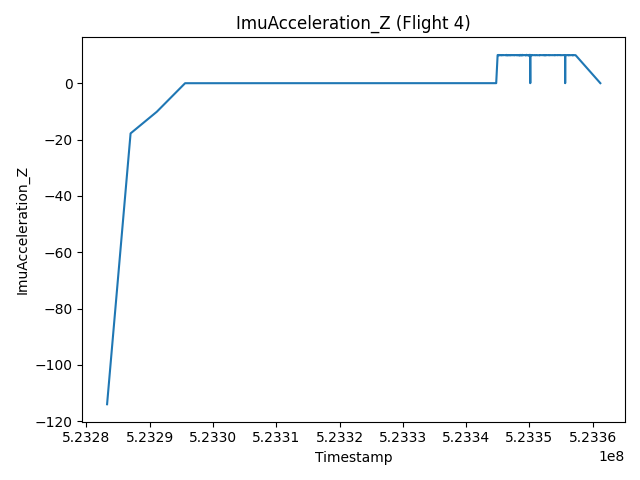 ImuAcceleration_Z (Flight 4)
ImuAcceleration_Z
0
−20
−40
−60
−80
−100
−120
5.2328 5.2329 5.2330 5.2331 5.2332 5.2333 5.2334 5.2335 5.2336
1e8
Timestamp